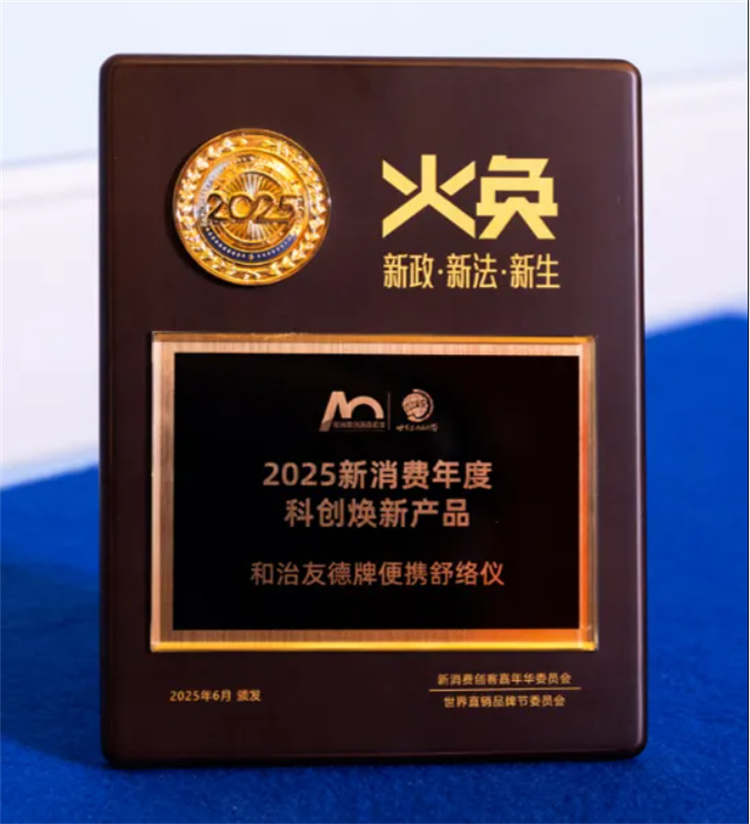 2025
火奂
新政·新法·新生
2025新消费年度
科创焕新产品
和治友德牌便携舒络仪
2025年6月 颁发
新消费创客嘉年华委员会
世界直销品牌节委员会